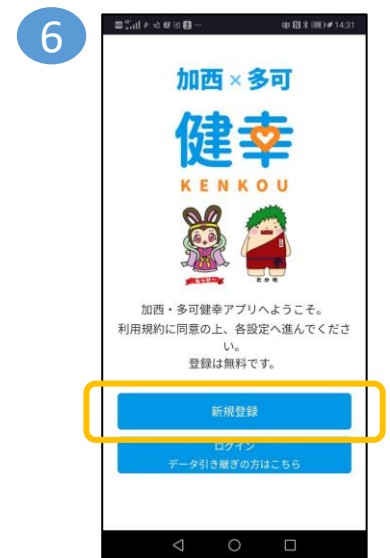 6
14:31
加西×多可
健幸
KENKOU
加西・多可健幸アプリへようこそ。
利用規約に同意の上、各設定へ進んでくださ
い。
登録は無料です。
新規登録
ログイン
データ引き継ぎの方はこちら